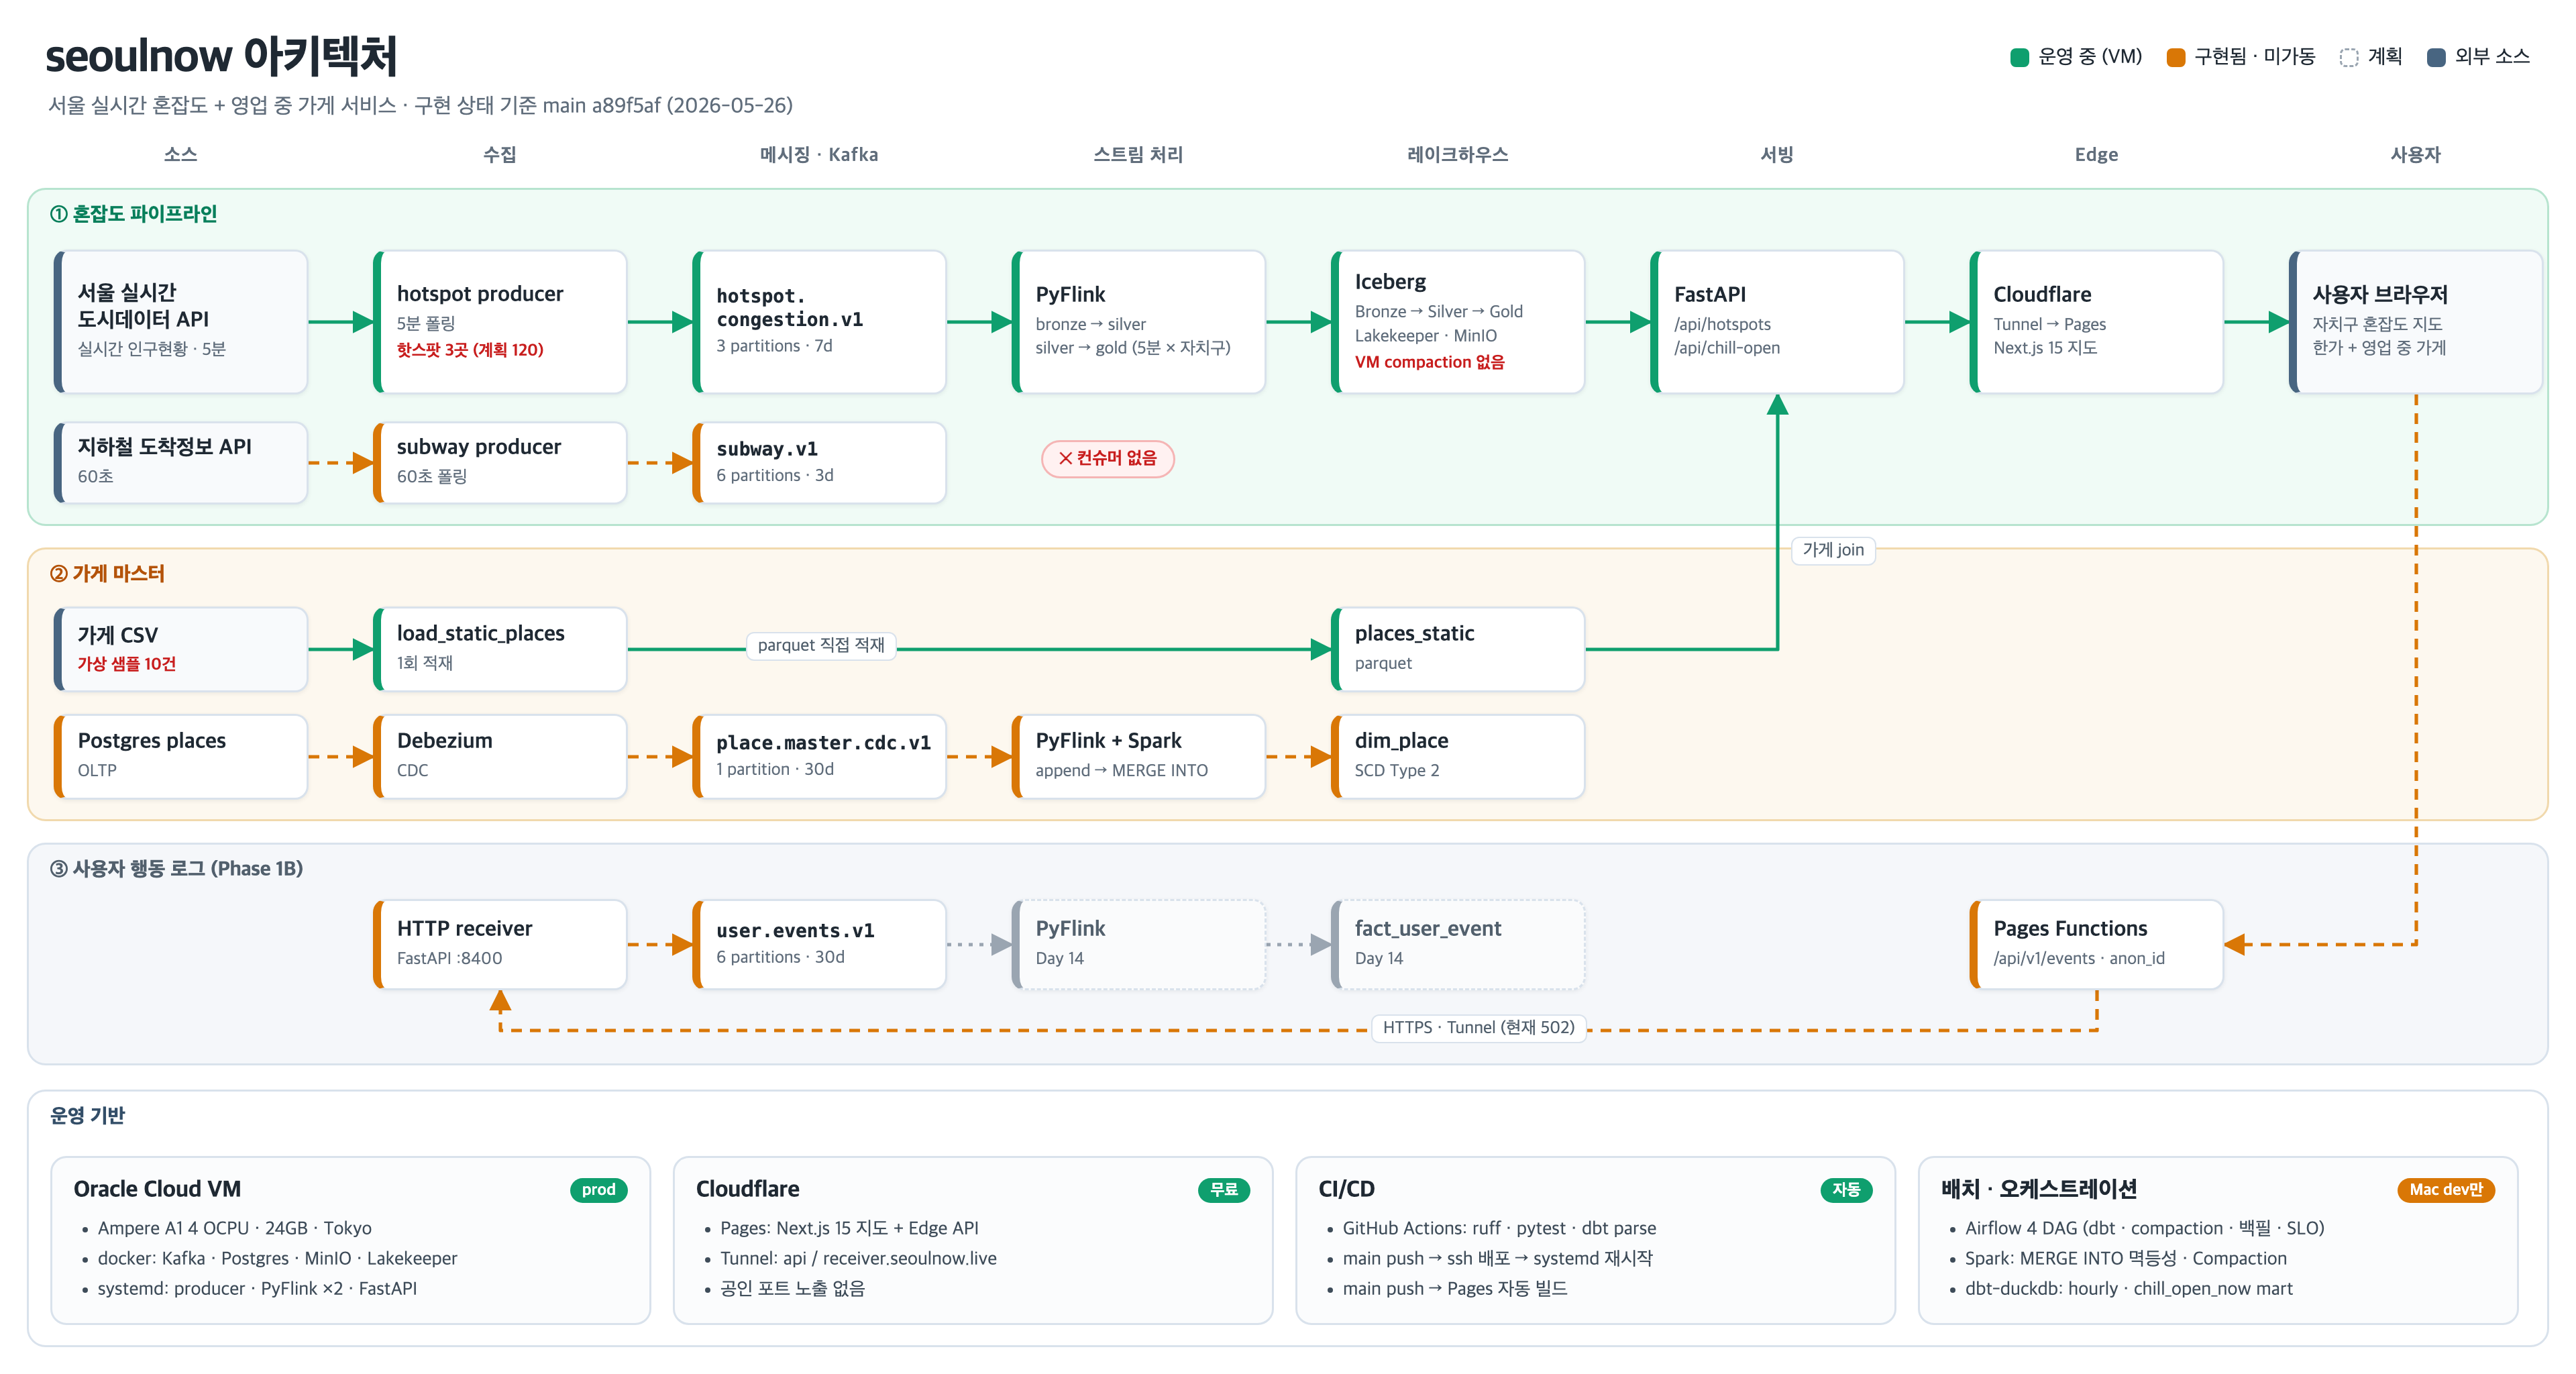 seoulnow 아키텍처
서울 실시간 혼잡도 + 영업 중 가게 서비스 · 구현 상태 기준 main a89f5af (2026-05-26)
운영 중 (VM)
구현됨 · 미가동
계획
외부 소스
소스
수집
메시징 · Kafka
스트림 처리
레이크하우스
서빙
Edge
사용자
① 혼잡도 파이프라인
서울 실시간
도시데이터 API
실시간 인구현황 · 5분
hotspot producer
5분 폴링
핫스팟 3곳 (계획 120)
hotspot.
congestion.v1
3 partitions · 7d
PyFlink
bronze → silver
silver → gold (5분 × 자치구)
Iceberg
Bronze → Silver → Gold
Lakekeeper · MinIO
VM compaction 없음
FastAPI
/api/hotspots
/api/chill-open
Cloudflare
Tunnel → Pages
Next.js 15 지도
사용자 브라우저
자치구 혼잡도 지도
한가 + 영업 중 가게
지하철 도착정보 API
60초
subway producer
60초 폴링
subway.v1
6 partitions · 3d
✕ 컨슈머 없음
가게 join
② 가게 마스터
가게 CSV
가상 샘플 10건
load_static_places
1회 적재
parquet 직접 적재
places_static
parquet
Postgres places
OLTP
Debezium
CDC
place.master.cdc.v1
1 partition · 30d
PyFlink + Spark
append → MERGE INTO
dim_place
SCD Type 2
③ 사용자 행동 로그 (Phase 1B)
HTTP receiver
FastAPI :8400
user.events.v1
6 partitions · 30d
PyFlink
Day 14
fact_user_event
Day 14
Pages Functions
/api/v1/events · anon_id
HTTPS · Tunnel (현재 502)
운영 기반
Oracle Cloud VM
prod
• Ampere A1 4 OCPU · 24GB · Tokyo
• docker: Kafka · Postgres · MinIO · Lakekeeper
• systemd: producer · PyFlink ×2 · FastAPI
Cloudflare
무료
• Pages: Next.js 15 지도 + Edge API
• Tunnel: api / receiver.seoulnow.live
• 공인 포트 노출 없음
CI/CD
자동
• GitHub Actions: ruff · pytest · dbt parse
• main push → ssh 배포 → systemd 재시작
• main push → Pages 자동 빌드
배치 · 오케스트레이션
Mac dev만
• Airflow 4 DAG (dbt · compaction · 백필 · SLO)
• Spark: MERGE INTO 멱등성 · Compaction
• dbt-duckdb: hourly · chill_open_now mart